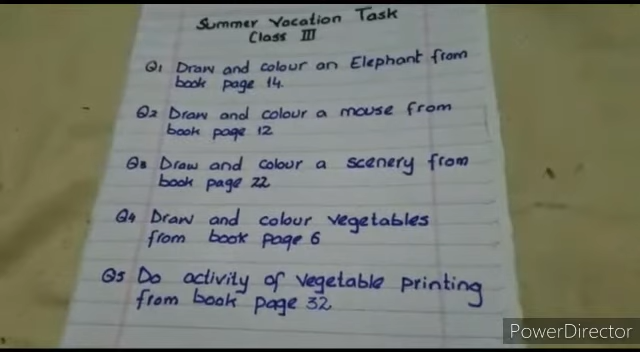 Summer Vacation Task
Class III
Q1 Draw and colour an Elephant from
book page 14.
Q2 Draw and colour a mouse from
book page 12
Q3 Draw and colour a scenery from
book page 22
Q4 Draw and colour vegetables
from book page 6
Q5 Do activity of vegetable printing
from book page 32
PowerDirector